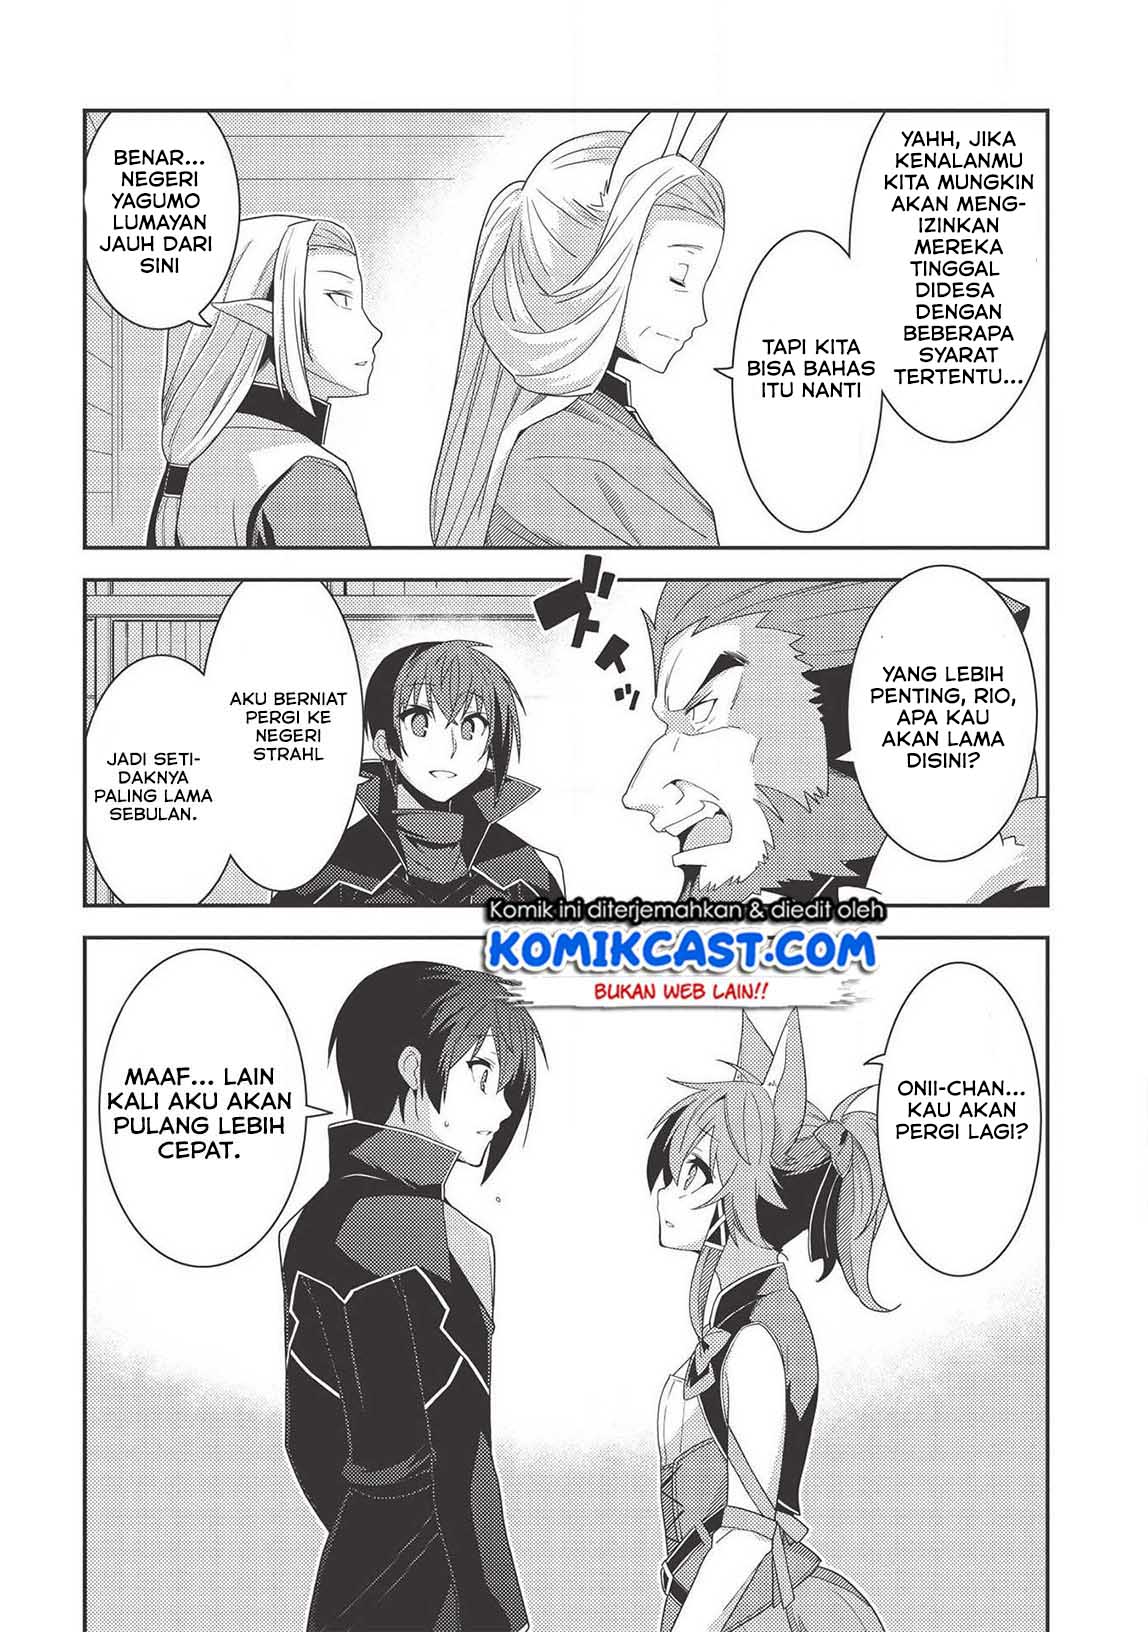 YAHH, JIKA
KENALANMU
KITA MUNGKIN
AKAN MENG-
IZINKAN
MEREKA
TINGGAL
DIDESA
DENGAN
BEBERAPA
SYARAT
TERTENTU...
TAPI KITA
BISA BAHAS
ITU NANTI
BENAR...
NEGERI
YAGUMO
LUMAYAN
JAUH DARI
SINI
YANG LEBIH
PENTING, RIO,
APA KAU
AKAN LAMA
DISINI?
AKU BERNIAT
PERGI KE
NEGERI
STRAHL
JADI SETI-
DAKNYA
PALING LAMA
SEBULAN.
Komik ini diterjemahkan & diedit oleh
KOMIKCAST.COM
BUKAN WEB LAIN!!
ONII-CHAN...
KAU AKAN
PERGI LAGI?
MAAF... LAIN
KALI AKU AKAN
PULANG LEBIH
CEPAT.